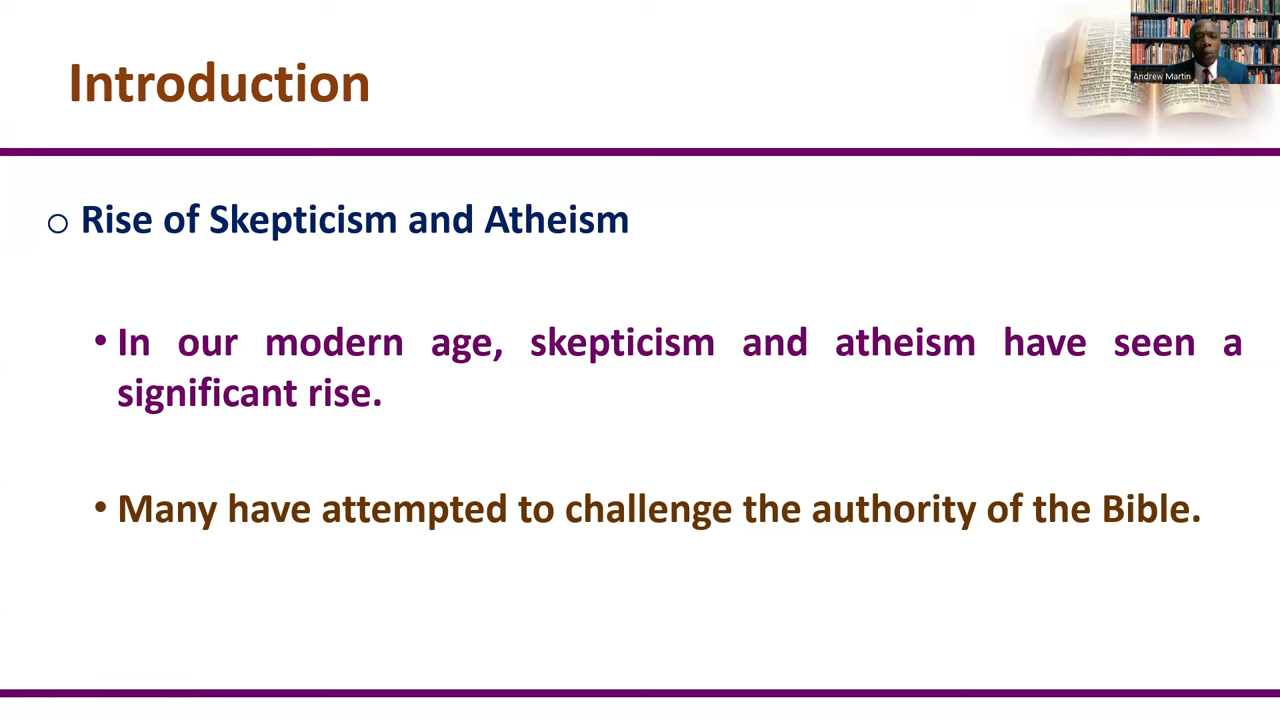 Introduction
Andrew Martin
○ Rise of Skepticism and Atheism
• In our modern age, skepticism and atheism have seen a
significant rise.
• Many have attempted to challenge the authority of the Bible.